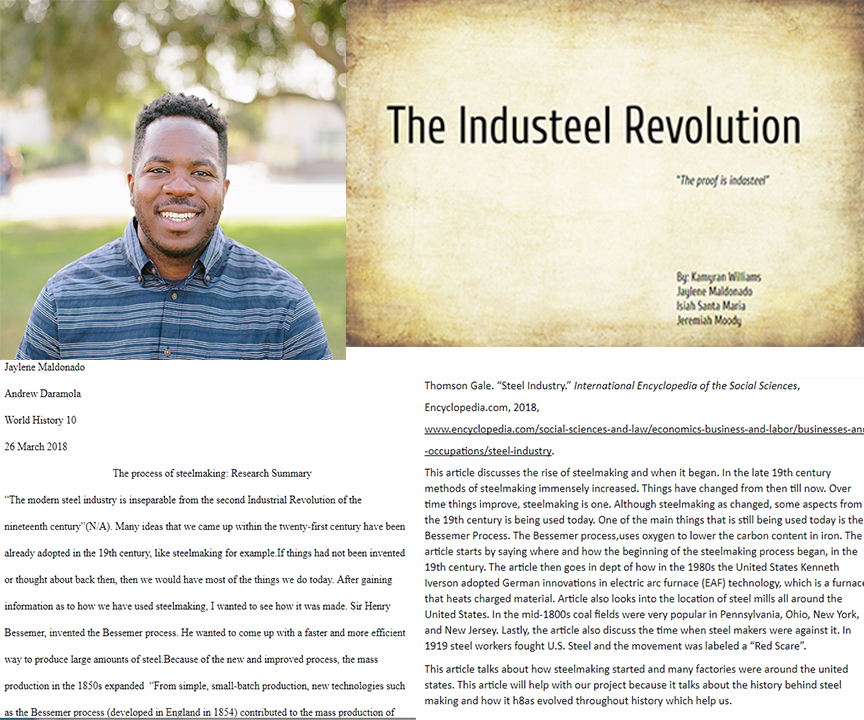 The Industeel Revolution
"The proof is indosteel"
By: Kamyran Williams
Jaylene Maldonado
Isiah Santa Maria
Jeremiah Moody
Jaylene Maldonado
Andrew Daramola
World History 10
26 March 2018
The process of steelmaking: Research Summary
“The modern steel industry is inseparable from the second Industrial Revolution of the
nineteenth century”(N/A). Many ideas that we came up within the twenty-first century have been
already adopted in the 19th century, like steelmaking for example.If things had not been invented
or thought about back then, then we would have most of the things we do today. After gaining
information as to how we have used steelmaking, I wanted to see how it was made. Sir Henry
Bessemer, invented the Bessemer process. He wanted to come up with a faster and more efficient
way to produce large amounts of steel.Because of the new and improved process, the mass
production in the 1850s expanded “From simple, small-batch production, new technologies such
as the Bessemer process (developed in England in 1854) contributed to the mass production of
Thomson Gale. “Steel Industry.” International Encyclopedia of the Social Sciences,
Encyclopedia.com, 2018,
www.encyclopedia.com/social-sciences-and-law/economics-business-and-labor/businesses-and
-occupations/steel-industry.
This article discusses the rise of steelmaking and when it began. In the late 19th century
methods of steelmaking immensely increased. Things have changed from then till now. Over
time things improve, steelmaking is one. Although steelmaking as changed, some aspects from
the 19th century is being used today. One of the main things that is still being used today is the
Bessemer Process. The Bessemer process,uses oxygen to lower the carbon content in iron. The
article starts by saying where and how the beginning of the steelmaking process began, in the
19th century. The article then goes in dept of how in the 1980s the United States Kenneth
Iverson adopted German innovations in electric arc furnace (EAF) technology, which is a furnace
that heats charged material. Article also looks into the location of steel mills all around the
United States. In the mid-1800s coal fields were very popular in Pennsylvania, Ohio, New York,
and New Jersey. Lastly, the article also discuss the time when steel makers were against it. In
1919 steel workers fought U.S. Steel and the movement was labeled a “Red Scare”.
This article talks about how steelmaking started and many factories were around the united
states. This article will help with our project because it talks about the history behind steel
making and how it h8as evolved throughout history which help us.